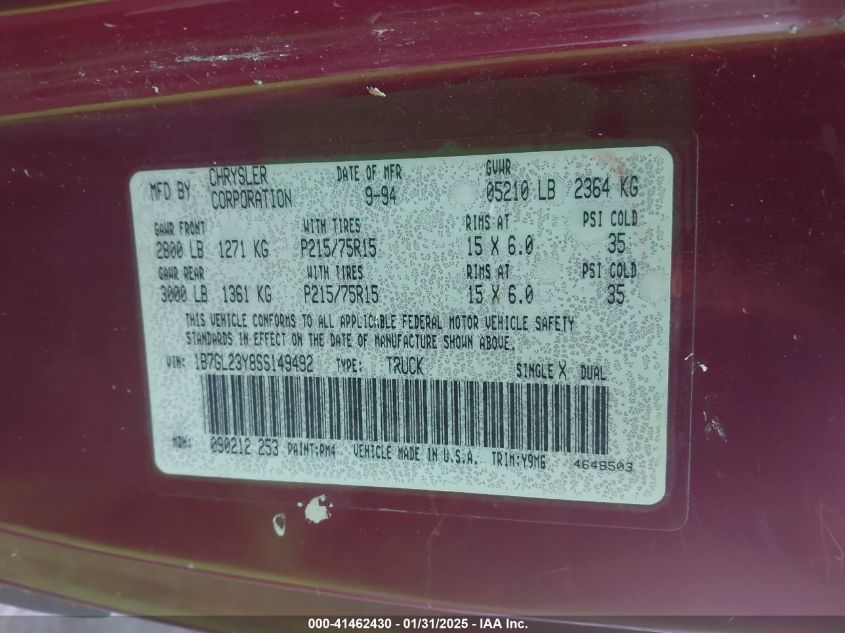 MFD BY CHRYSLER CORPORATION DATE OF MFR 9-94 GVWR 05210 LB 2364 KG
GAWR FRONT WITH TIRES RIMS AT PSI COLD
2800 LB 1271 KG P215/75R15 15 X 6.0 35
GAWR REAR WITH TIRES RIMS AT PSI COLD
3000 LB 1361 KG P215/75R15 15 X 6.0 35
THIS VEHICLE CONFORMS TO ALL APPLICABLE FEDERAL MOTOR VEHICLE SAFETY
STANDARDS IN EFFECT ON THE DATE OF MANUFACTURE SHOWN ABOVE.
VIN: 1B7GL23Y8SS149492 TYPE: TRUCK SINGLE X DUAL
MDH: 090212 253 PAINT:PM4 VEHICLE MADE IN U.S.A. TRIM:Y9M6 4648503
000-41462430 - 01/31/2025 - IAA Inc.